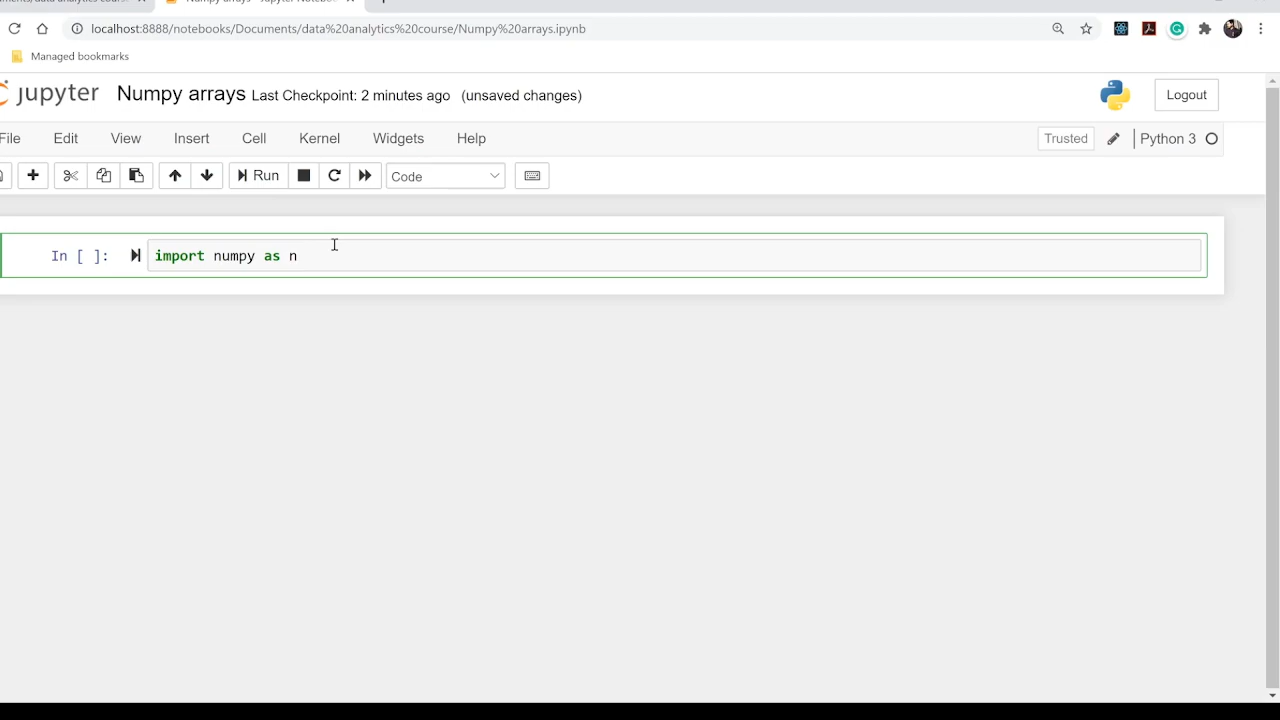 localhost:8888/notebooks/Documents/data%20analytics%20course/Numpy%20arrays.ipynb
Managed bookmarks
jupyter Numpy arrays Last Checkpoint: 2 minutes ago (unsaved changes) Logout
File Edit View Insert Cell Kernel Widgets Help Trusted Python 3
Run Code
In [ ]: import numpy as n